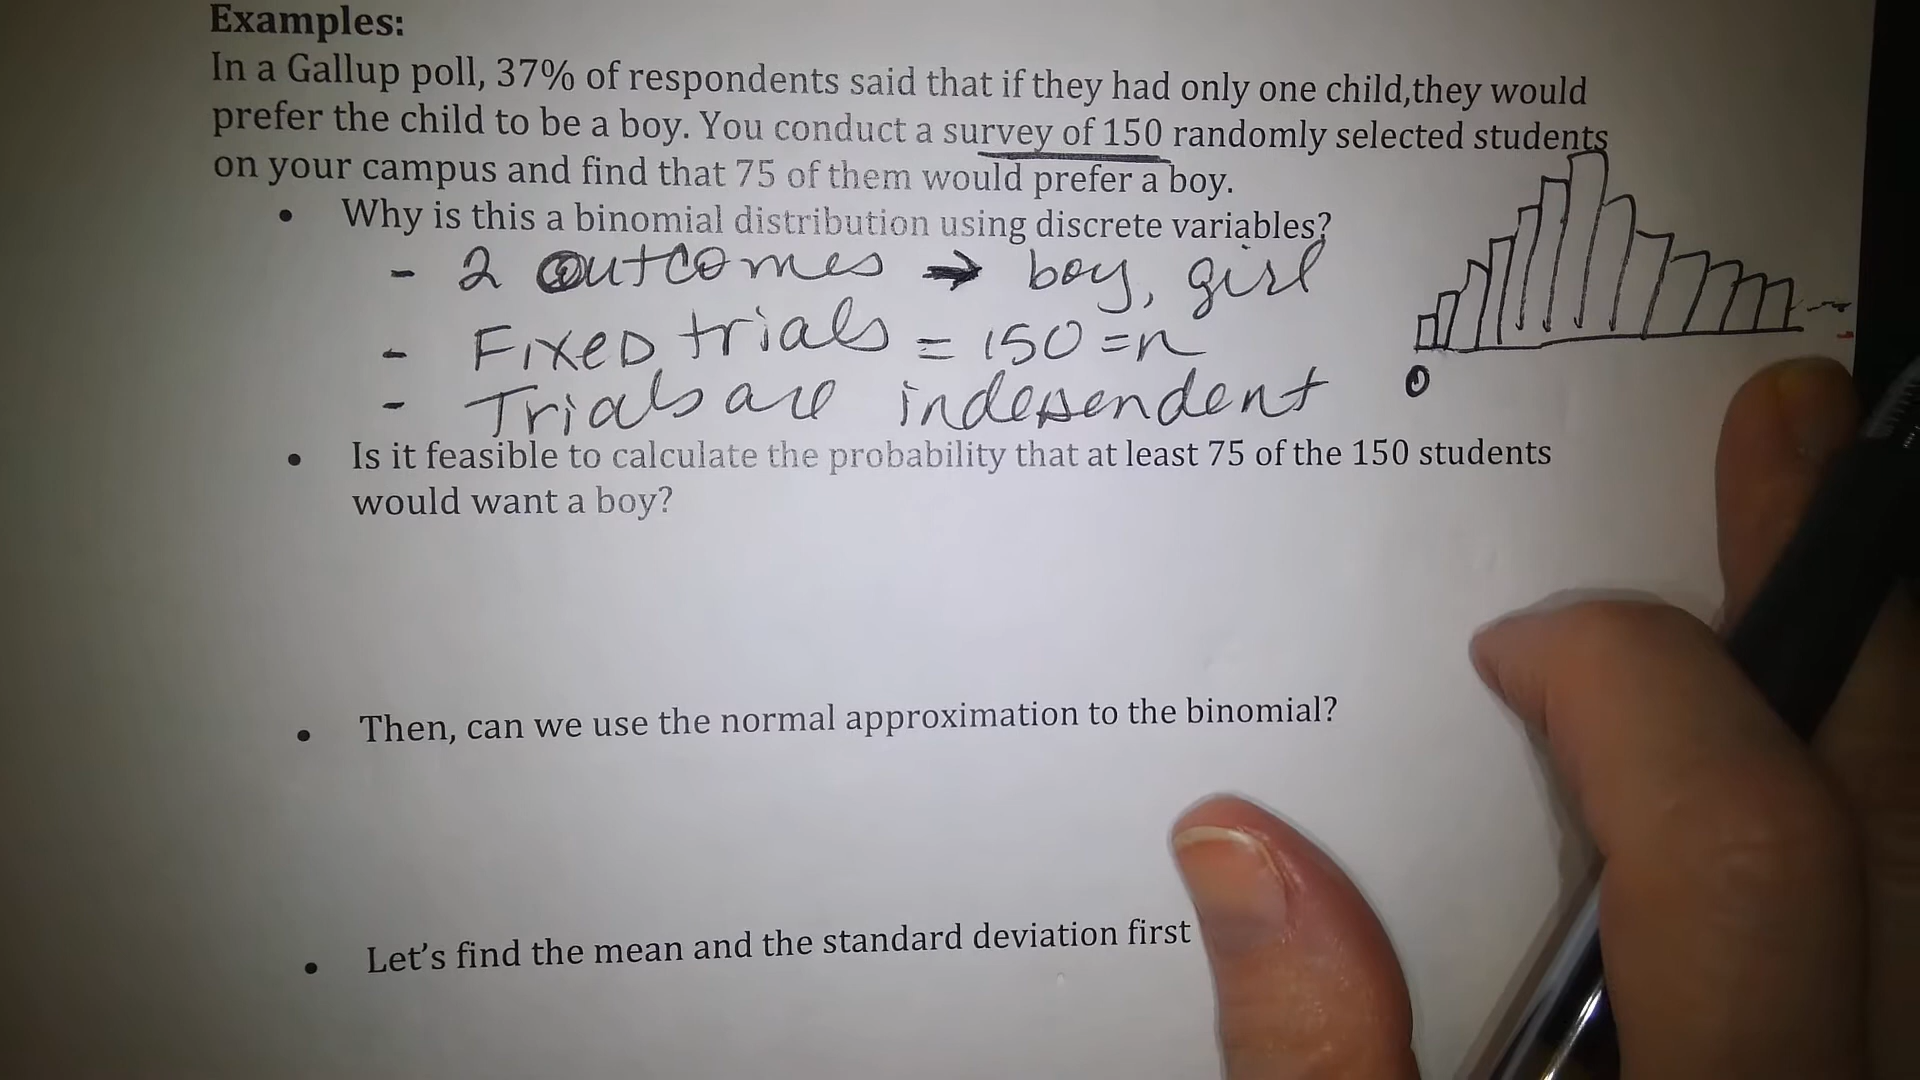 Examples:
In a Gallup poll, 37% of respondents said that if they had only one child,they would
prefer the child to be a boy. You conduct a survey of 150 randomly selected students
on your campus and find that 75 of them would prefer a boy.
• Why is this a binomial distribution using discrete variables?
- 2 outcomes → boy, girl
- Fixed trials = 150 = n
- Trials are independent
0
• Is it feasible to calculate the probability that at least 75 of the 150 students
would want a boy?
• Then, can we use the normal approximation to the binomial?
• Let's find the mean and the standard deviation first